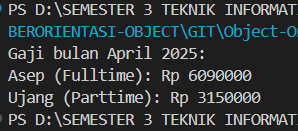 PS D:\SEMESTER 3 TEKNIK INFORMAT
BERORIENTASI-OBJECT\GIT\Object-O
Gaji bulan April 2025:
Asep (Fulltime): Rp 6090000
Ujang (Parttime): Rp 3150000
PS D:\SEMESTER 3 TEKNIK INFORMAT